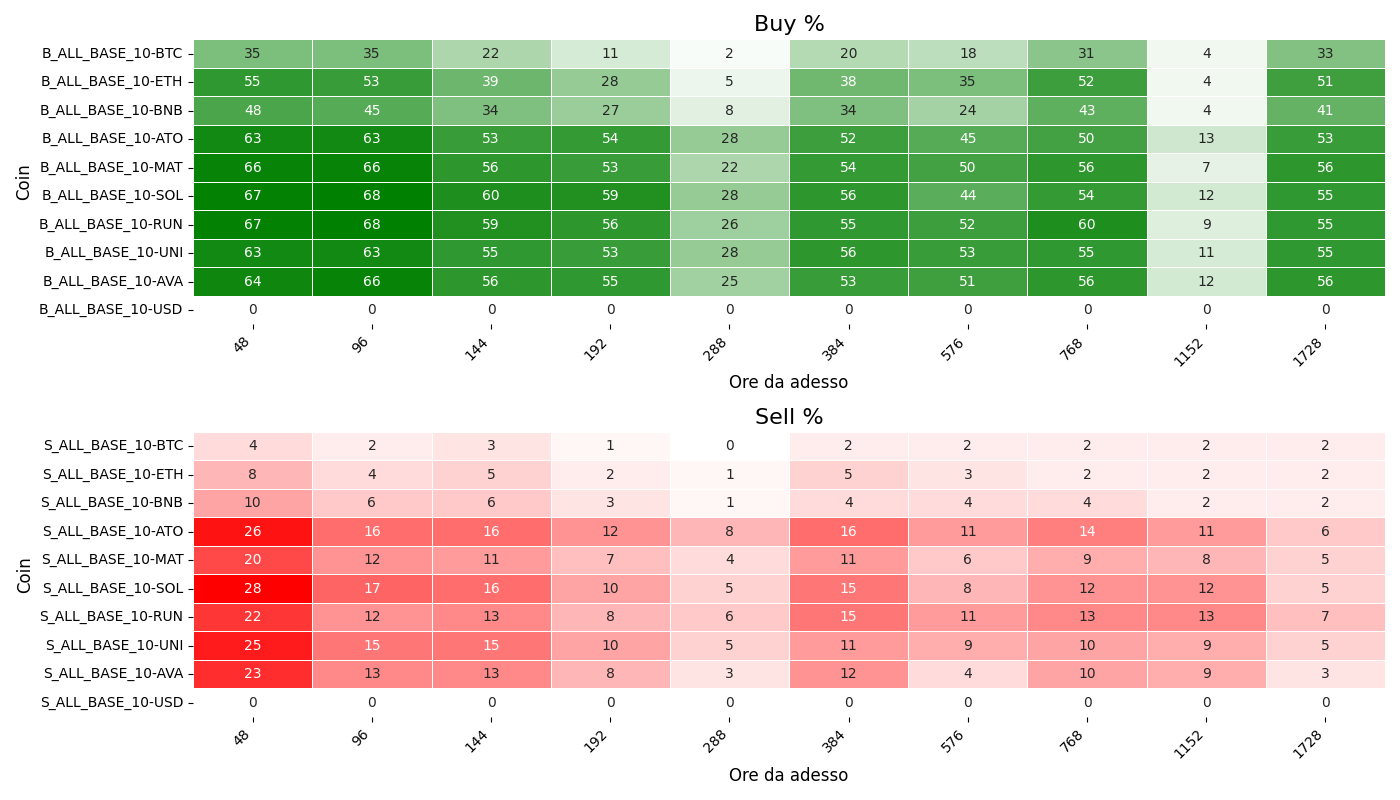 Buy %
Coin
B_ALL_BASE_10-BTC 35 35 22 11 2 20 18 31 4 33
B_ALL_BASE_10-ETH 55 53 39 28 5 38 35 52 4 51
B_ALL_BASE_10-BNB 48 45 34 27 8 34 24 43 4 41
B_ALL_BASE_10-ATO 63 63 53 54 28 52 45 50 13 53
B_ALL_BASE_10-MAT 66 66 56 53 22 54 50 56 7 56
B_ALL_BASE_10-SOL 67 68 60 59 28 56 44 54 12 55
B_ALL_BASE_10-RUN 67 68 59 56 26 55 52 60 9 55
B_ALL_BASE_10-UNI 63 63 55 53 28 56 53 55 11 55
B_ALL_BASE_10-AVA 64 66 56 55 25 53 51 56 12 56
B_ALL_BASE_10-USD 0 0 0 0 0 0 0 0 0 0
48 96 144 192 288 384 576 768 1152 1728
Ore da adesso
Sell %
Coin
S_ALL_BASE_10-BTC 4 2 3 1 0 2 2 2 2 2
S_ALL_BASE_10-ETH 8 4 5 2 1 5 3 2 2 2
S_ALL_BASE_10-BNB 10 6 6 3 1 4 4 4 2 2
S_ALL_BASE_10-ATO 26 16 16 12 8 16 11 14 11 6
S_ALL_BASE_10-MAT 20 12 11 7 4 11 6 9 8 5
S_ALL_BASE_10-SOL 28 17 16 10 5 15 8 12 12 5
S_ALL_BASE_10-RUN 22 12 13 8 6 15 11 13 13 7
S_ALL_BASE_10-UNI 25 15 15 10 5 11 9 10 9 5
S_ALL_BASE_10-AVA 23 13 13 8 3 12 4 10 9 3
S_ALL_BASE_10-USD 0 0 0 0 0 0 0 0 0 0
48 96 144 192 288 384 576 768 1152 1728
Ore da adesso